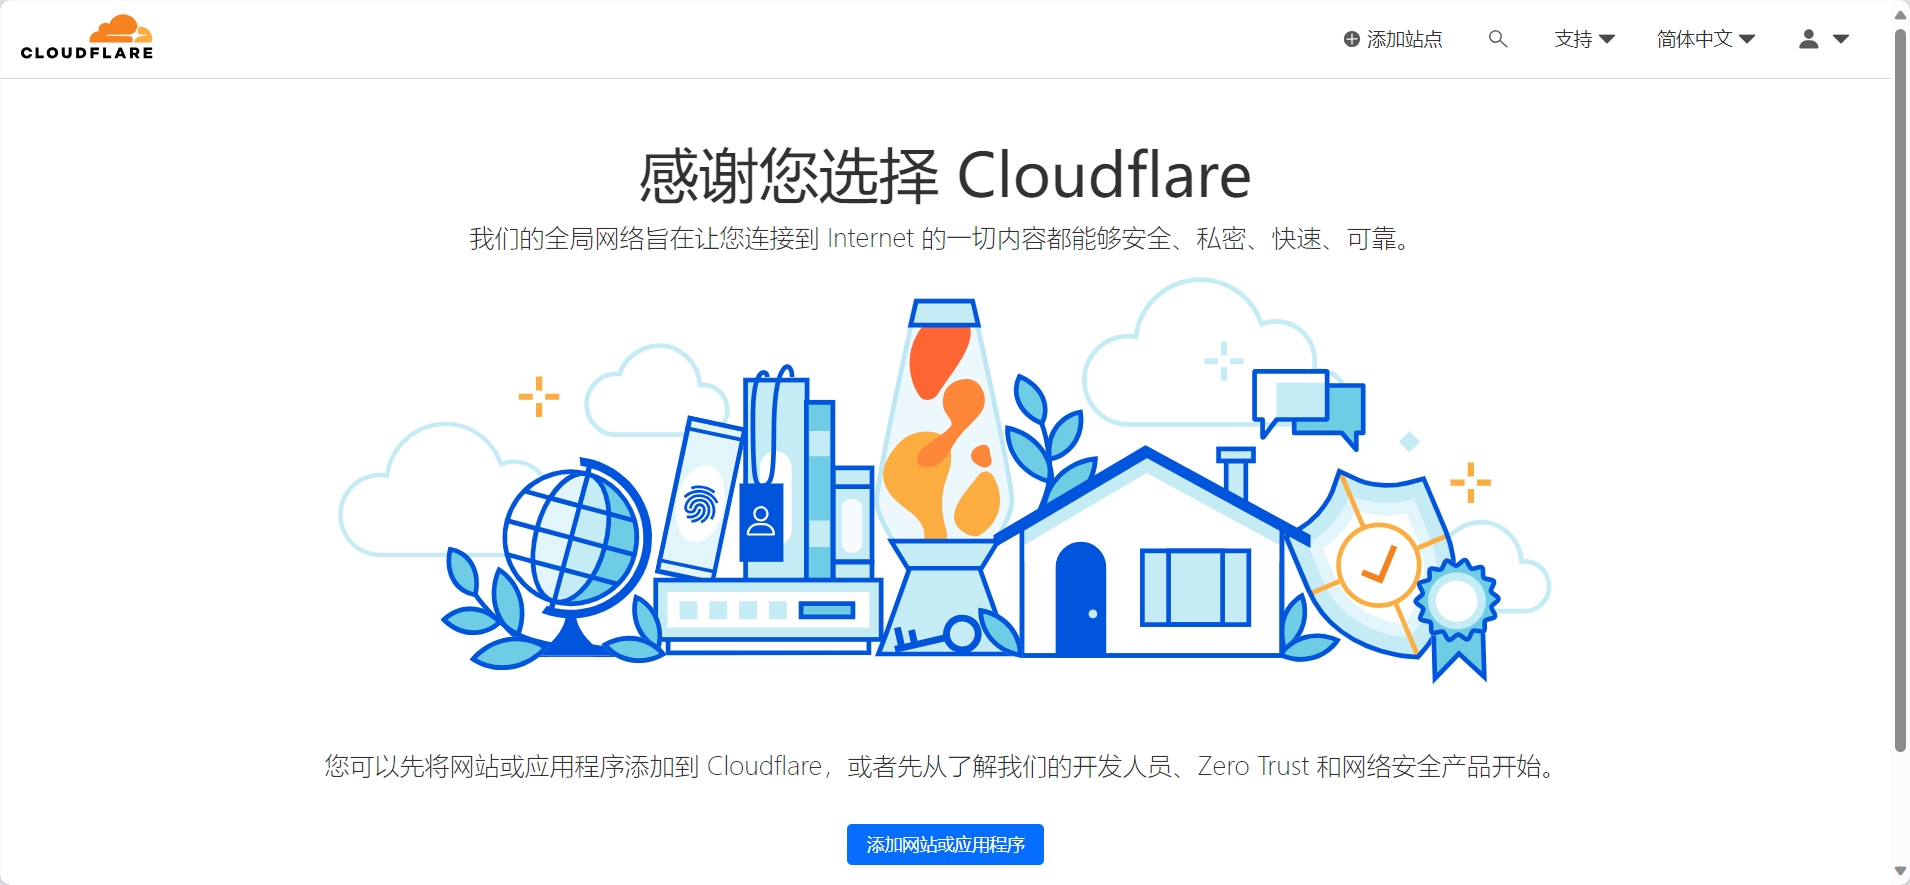 CLOUDFLARE
添加站点
支持
简体中文
感谢您选择 Cloudflare
我们的全局网络旨在让您连接到 Internet 的一切内容都能够安全、私密、快速、可靠。
您可以先将网站或应用程序添加到 Cloudflare，或者先从了解我们的开发人员、Zero Trust 和网络安全产品开始。
添加网站或应用程序